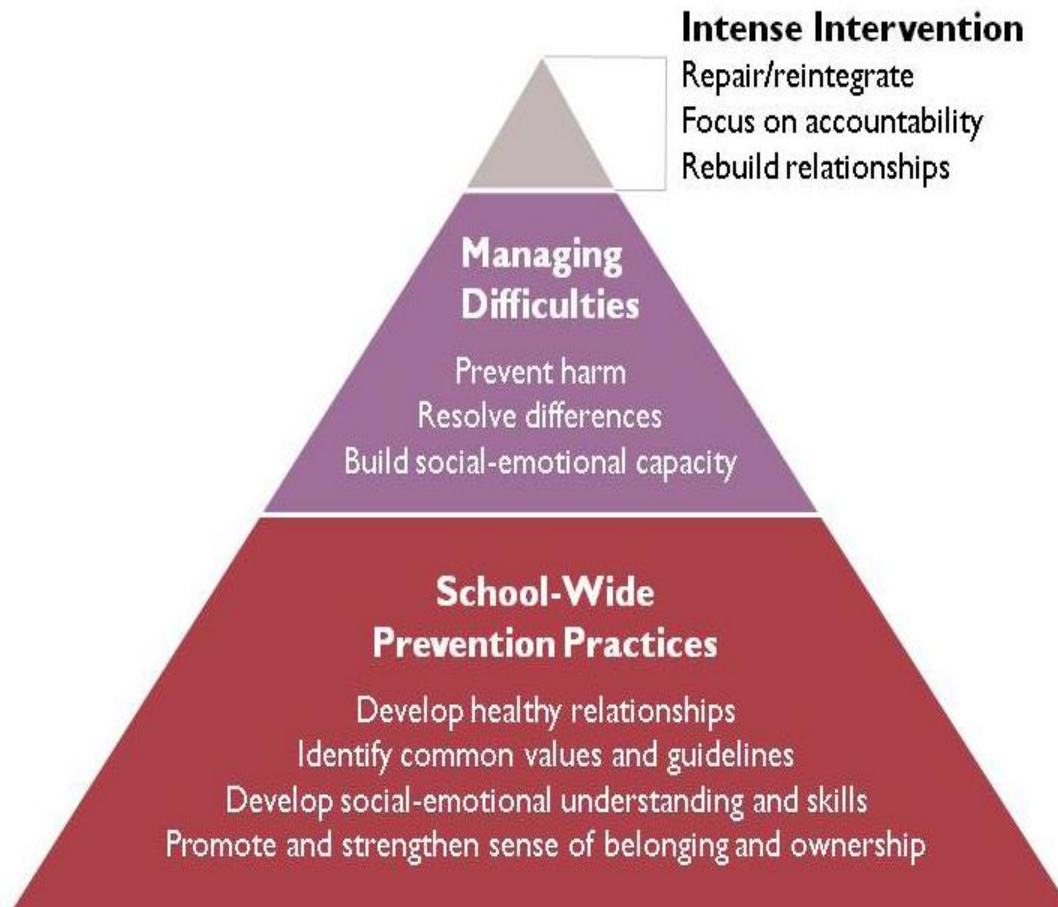 Intense Intervention
Repair/reintegrate
Focus on accountability
Rebuild relationships
Managing
Difficulties
Prevent harm
Resolve differences
Build social-emotional capacity
School-Wide
Prevention Practices
Develop healthy relationships
Identify common values and guidelines
Develop social-emotional understanding and skills
Promote and strengthen sense of belonging and ownership